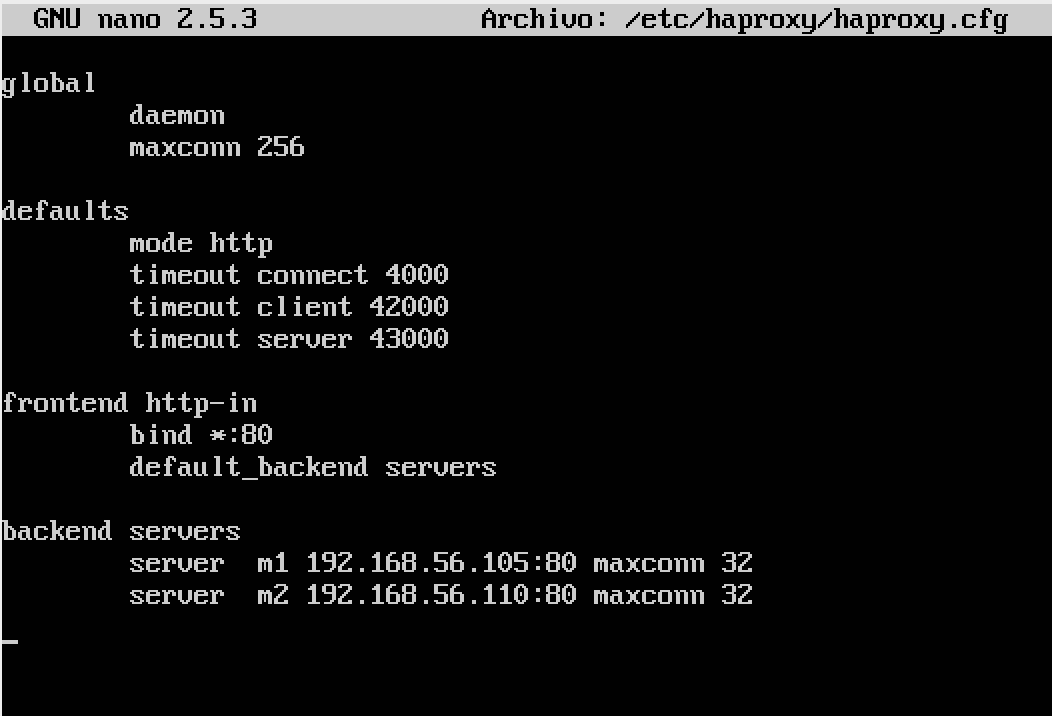 GNU nano 2.5.3 Archivo: /etc/haproxy/haproxy.cfg
global
daemon
maxconn 256
defaults
mode http
timeout connect 4000
timeout client 42000
timeout server 43000
frontend http-in
bind *:80
default_backend servers
backend servers
server  m1 192.168.56.105:80 maxconn 32
server  m2 192.168.56.110:80 maxconn 32